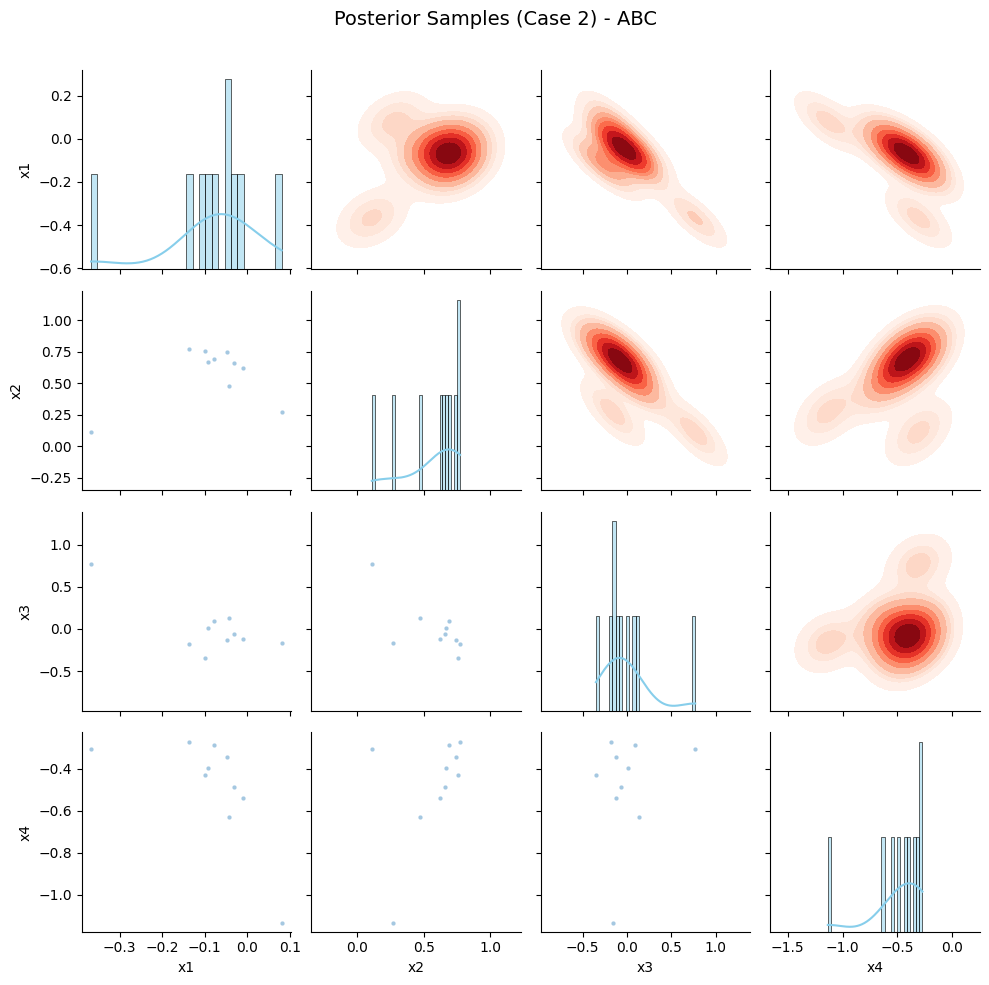 Posterior Samples (Case 2) - ABC
0.2
0.0
−0.2
−0.4
−0.6
x1
1.00
0.75
0.50
0.25
0.00
−0.25
x2
1.0
0.5
0.0
−0.5
x3
−0.4
−0.6
−0.8
−1.0
x4
−0.3 −0.2 −0.1 0.0 0.1
x1
0.0 0.5 1.0
x2
−0.5 0.0 0.5 1.0
x3
−1.5 −1.0 −0.5 0.0
x4